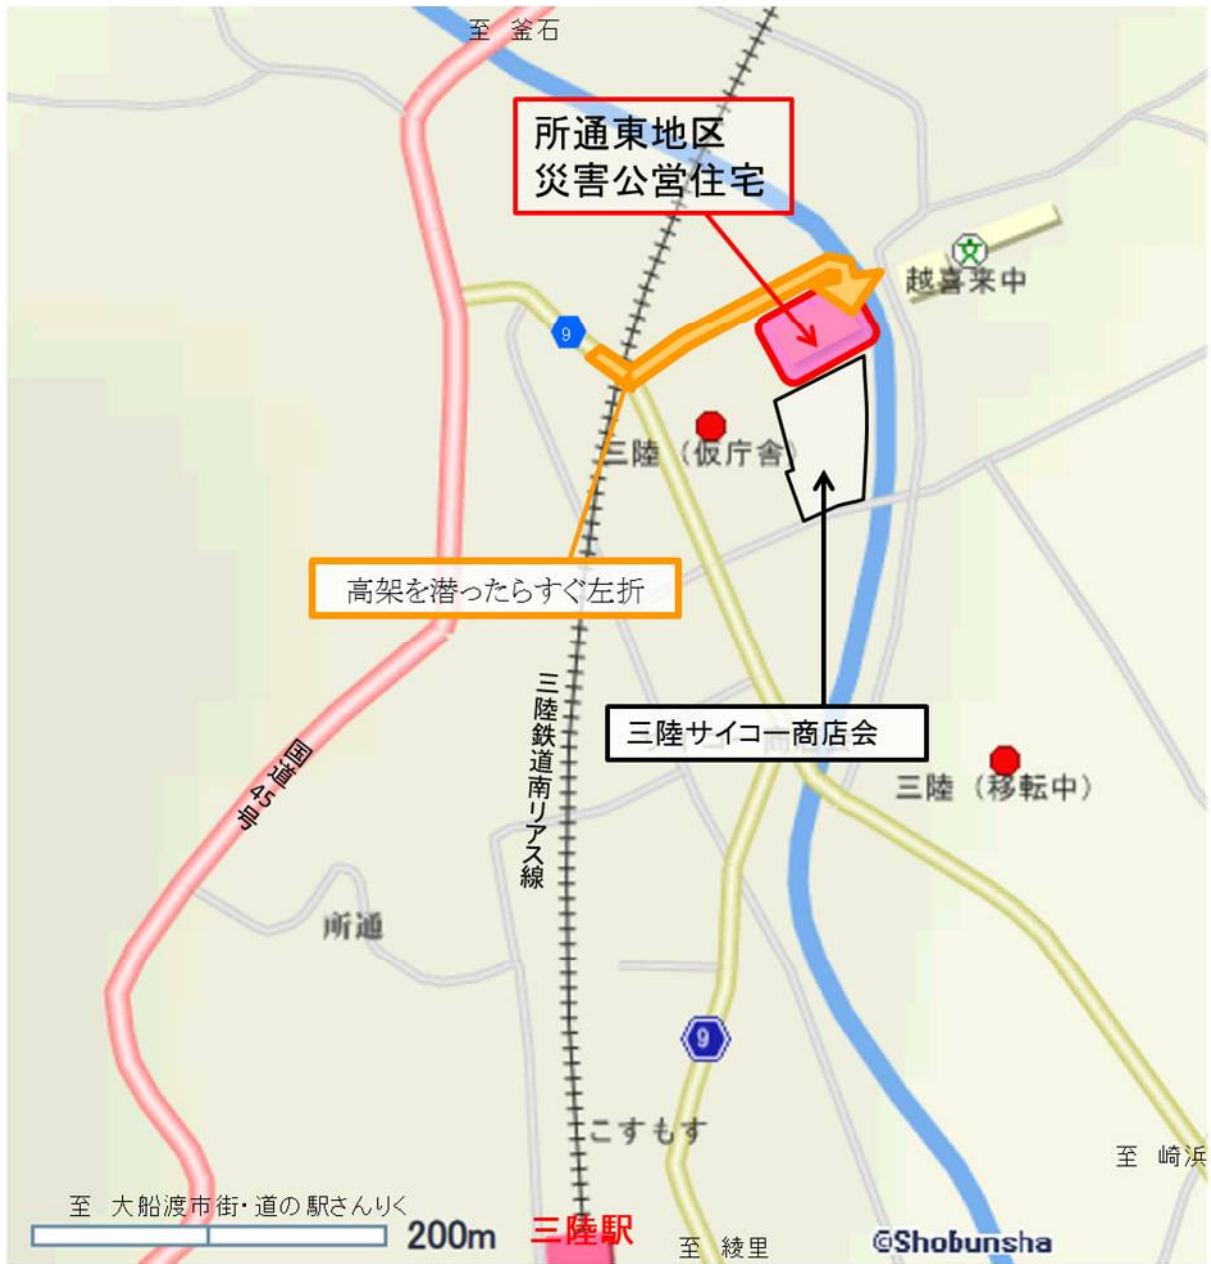 至 釜石
所通東地区
災害公営住宅
越喜来中
9
三陸（仮庁舎）
高架を潜ったらすぐ左折
三陸鉄道南リアス線
三陸サイコー商店会
国道45号
三陸（移転中）
所通
9
こすもす
至 崎浜
至 大船渡市街・道の駅さんりく
200m
三陸駅
至 綾里
©Shobunsha